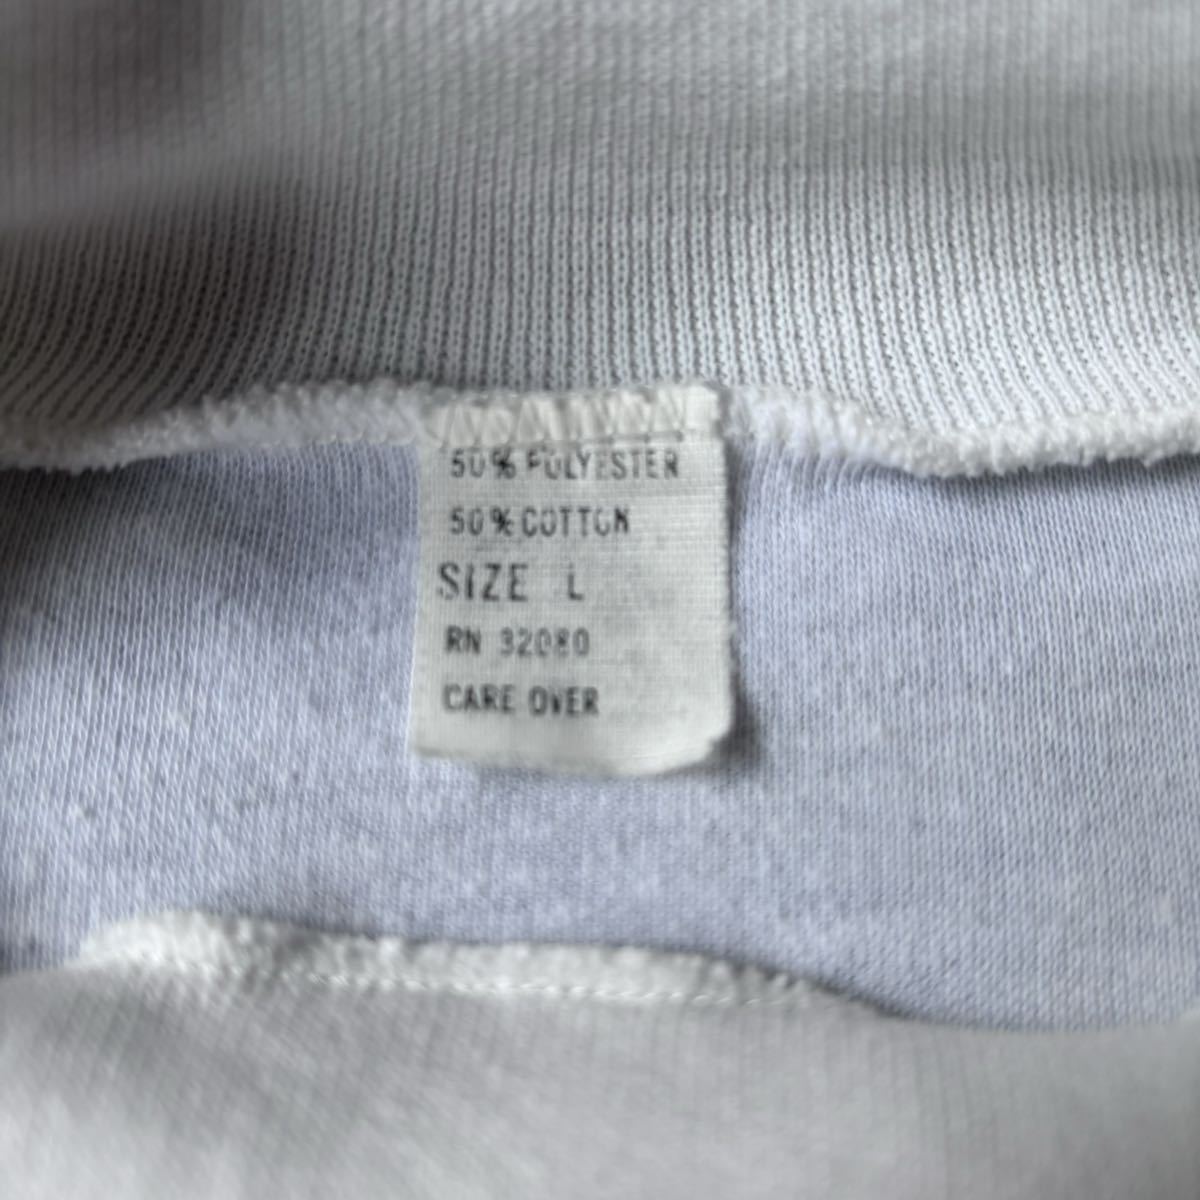 50% POLYESTER
50% COTTON
SIZE L
RN 32080
CARE OVER